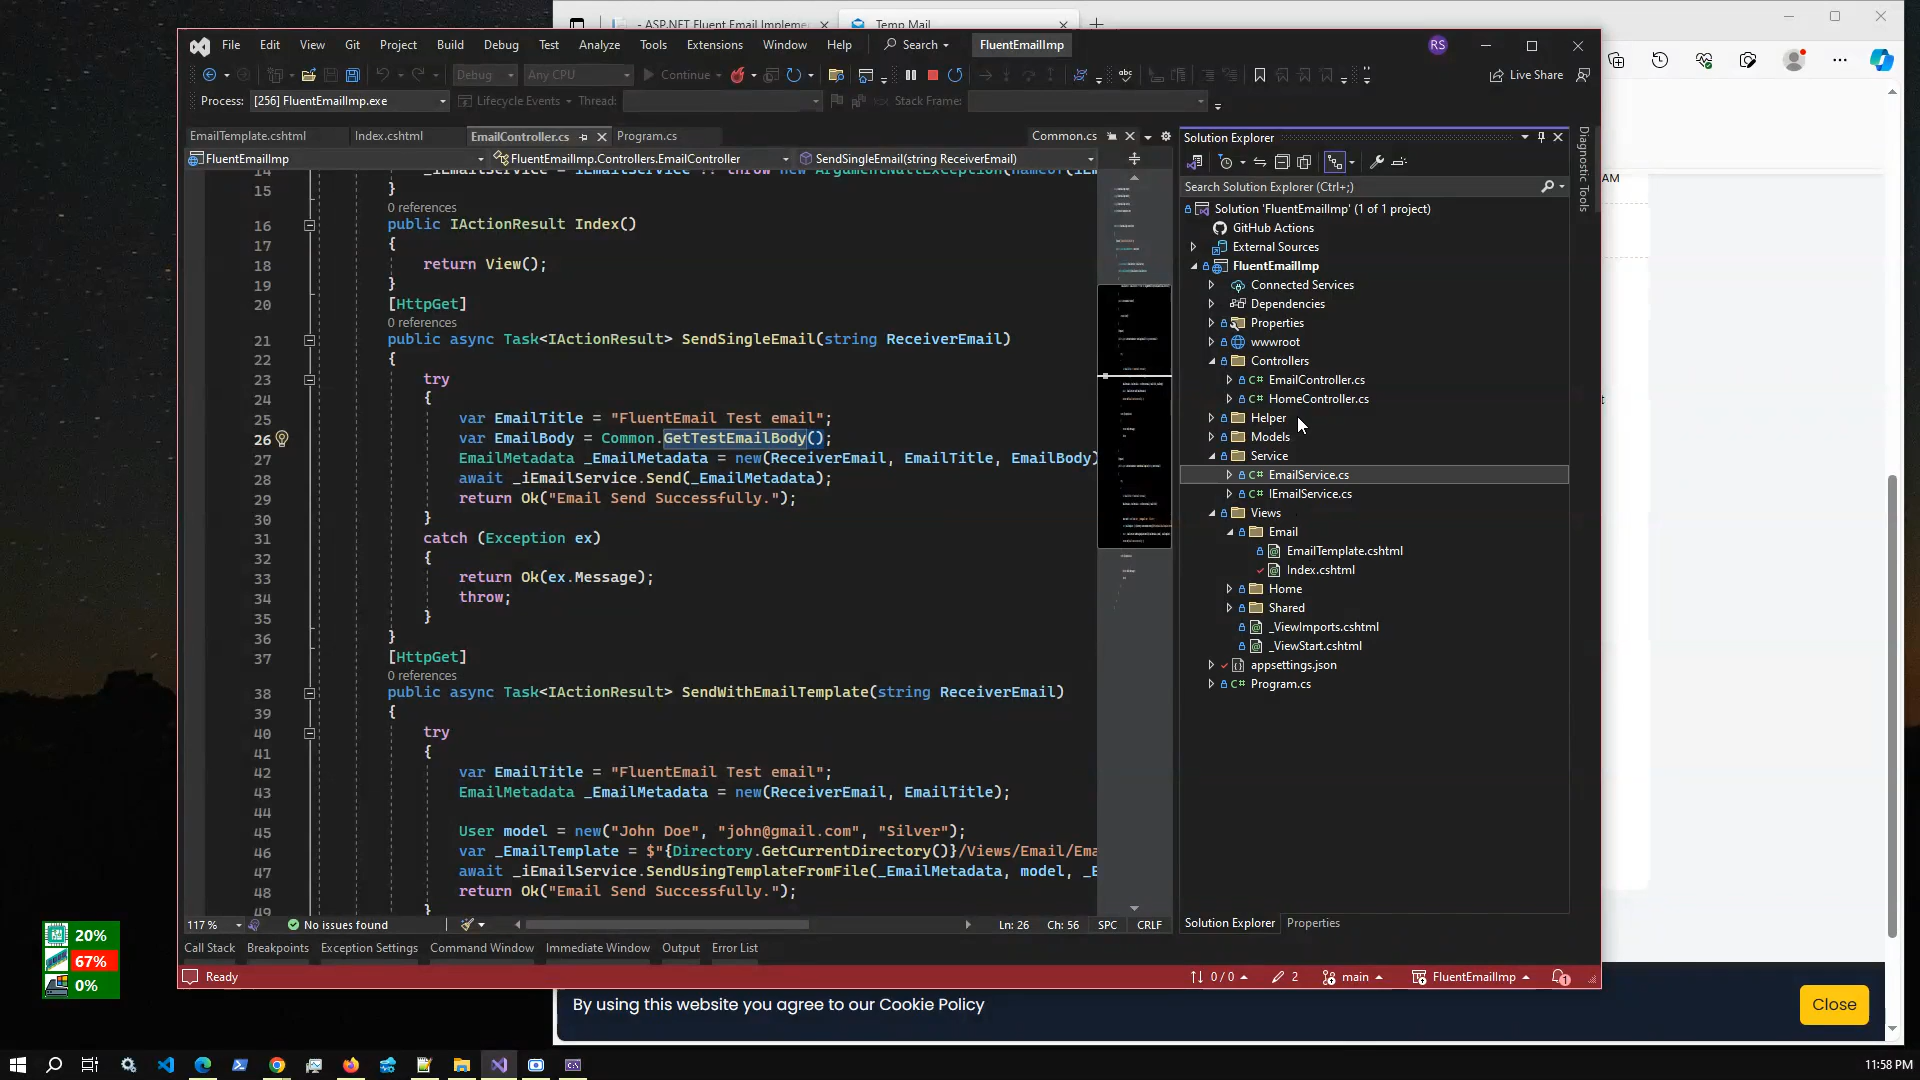 - ASP.NET Fluent Email Impleme
Temp Mail
File Edit View Git Project Build Debug Test Analyze Tools Extensions Window Help Search FluentEmailImp RS
Debug Any CPU Continue Live Share
Process: [256] FluentEmailImp.exe Lifecycle Events Thread: Stack Frame:
EmailTemplate.cshtml Index.cshtml EmailController.cs Program.cs Common.cs
FluentEmailImp FluentEmailImp.Controllers.EmailController SendSingleEmail(string ReceiverEmail)
15 }
0 references
16 public IActionResult Index()
17 {
18 return View();
19 }
20 [HttpGet]
0 references
21 public async Task<IActionResult> SendSingleEmail(string ReceiverEmail)
22 {
23 try
24 {
25 var EmailTitle = "FluentEmail Test email";
26 var EmailBody = Common.GetTestEmailBody();
27 EmailMetadata _EmailMetadata = new(ReceiverEmail, EmailTitle, EmailBody)
28 await _iEmailService.Send(_EmailMetadata);
29 return Ok("Email Send Successfully.");
30 }
31 catch (Exception ex)
32 {
33 return Ok(ex.Message);
34 throw;
35 }
36 }
37 [HttpGet]
0 references
38 public async Task<IActionResult> SendWithEmailTemplate(string ReceiverEmail)
39 {
40 try
41 {
42 var EmailTitle = "FluentEmail Test email";
43 EmailMetadata _EmailMetadata = new(ReceiverEmail, EmailTitle);
44
45 User model = new("John Doe", "john@gmail.com", "Silver");
46 var _EmailTemplate = $"{Directory.GetCurrentDirectory()}/Views/Email/Ema
47 await _iEmailService.SendUsingTemplateFromFile(_EmailMetadata, model, _E
48 return Ok("Email Send Successfully.");
49 }
117 % No issues found Ln: 26 Ch: 56 SPC CRLF
Call Stack Breakpoints Exception Settings Command Window Immediate Window Output Error List
Ready 0 / 0 2 main FluentEmailImp 1
Solution Explorer
Search Solution Explorer (Ctrl+;)
Solution 'FluentEmailImp' (1 of 1 project)
GitHub Actions
External Sources
FluentEmailImp
Connected Services
Dependencies
Properties
wwwroot
Controllers
C# EmailController.cs
C# HomeController.cs
Helper
Models
Service
C# EmailService.cs
C# IEmailService.cs
Views
Email
EmailTemplate.cshtml
Index.cshtml
Home
Shared
_ViewImports.cshtml
_ViewStart.cshtml
appsettings.json
C# Program.cs
Solution Explorer Properties
Diagnostic Tools
AM
20%
67%
0%
By using this website you agree to our Cookie Policy
Close
11:58 PM